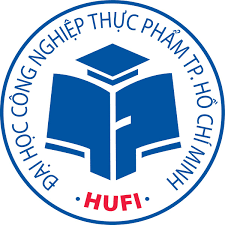 ĐẠI HỌC CÔNG NGHIỆP THỰC PHẨM TP. HỒ CHÍ MINH
· HUFI ·